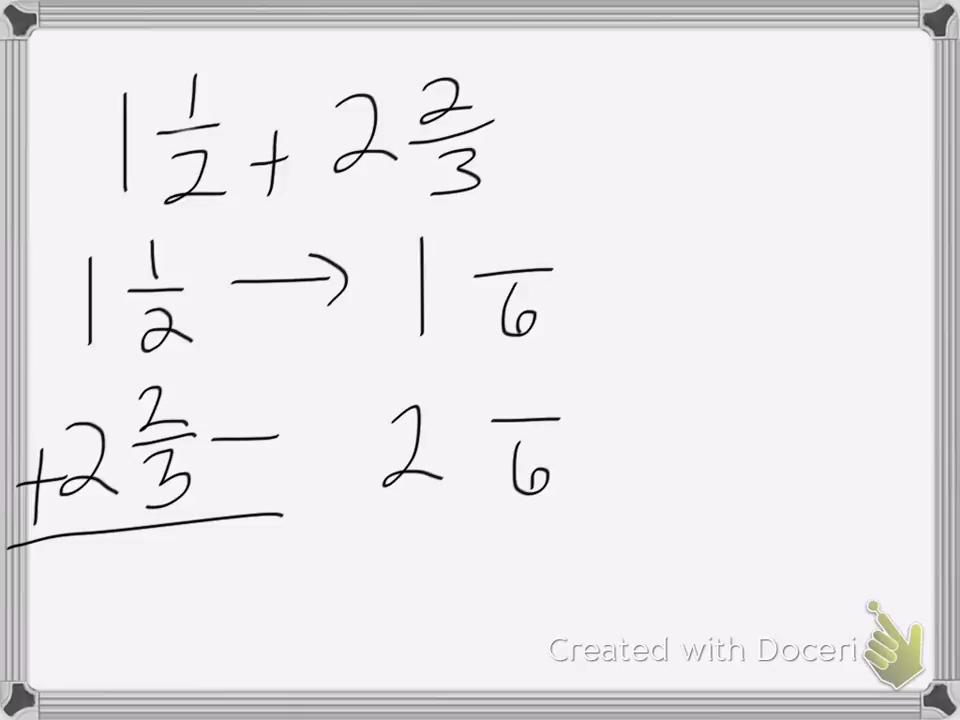 1 1/2 + 2 2/3
1 1/2 → 1 /6
+2 2/3 — 2 /6
Created with Doceri